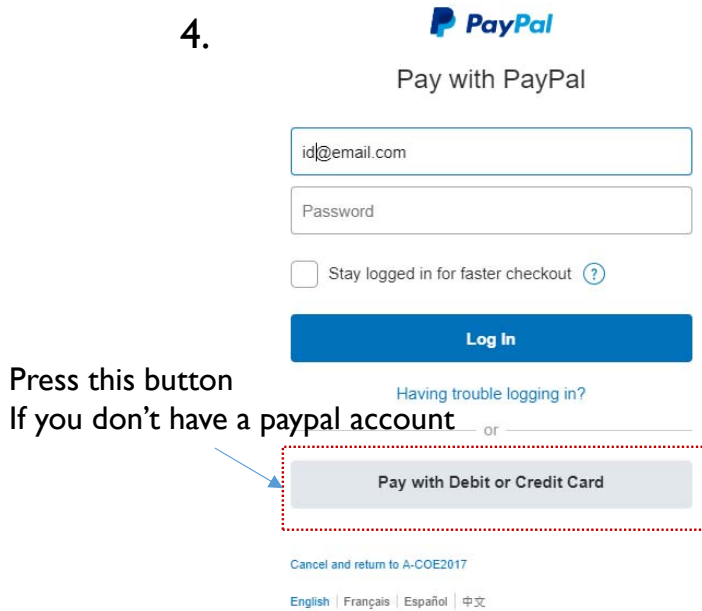 4.
PayPal
Pay with PayPal
id@email.com
Password
Stay logged in for faster checkout ?
Log In
Having trouble logging in?
Press this button
If you don’t have a paypal account
or
Pay with Debit or Credit Card
Cancel and return to A-COE2017
English | Français | Español | 中文